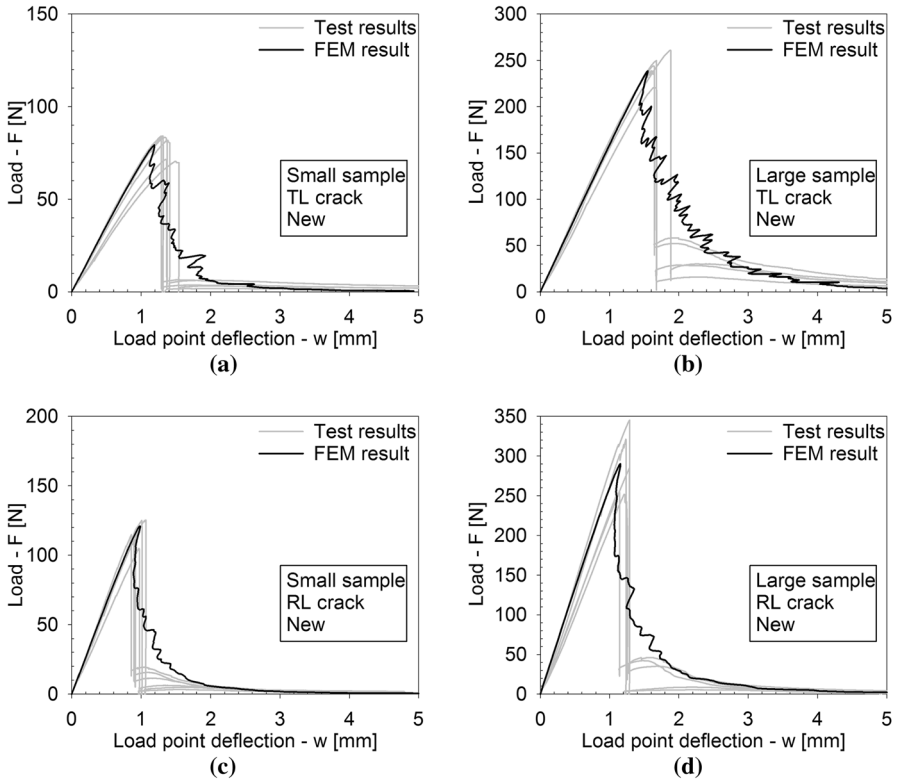 150
100
50
0
Load - F [N]
Test results
FEM result
Small sample
TL crack
New
0 1 2 3 4 5
Load point deflection - w [mm]
(a)
300
250
200
150
100
50
0
Load - F [N]
Test results
FEM result
Large sample
TL crack
New
0 1 2 3 4 5
Load point deflection - w [mm]
(b)
200
150
100
50
0
Load - F [N]
Test results
FEM result
Small sample
RL crack
New
0 1 2 3 4 5
Load point deflection - w [mm]
(c)
350
300
250
200
150
100
50
0
Load - F [N]
Test results
FEM result
Large sample
RL crack
New
0 1 2 3 4 5
Load point deflection - w [mm]
(d)